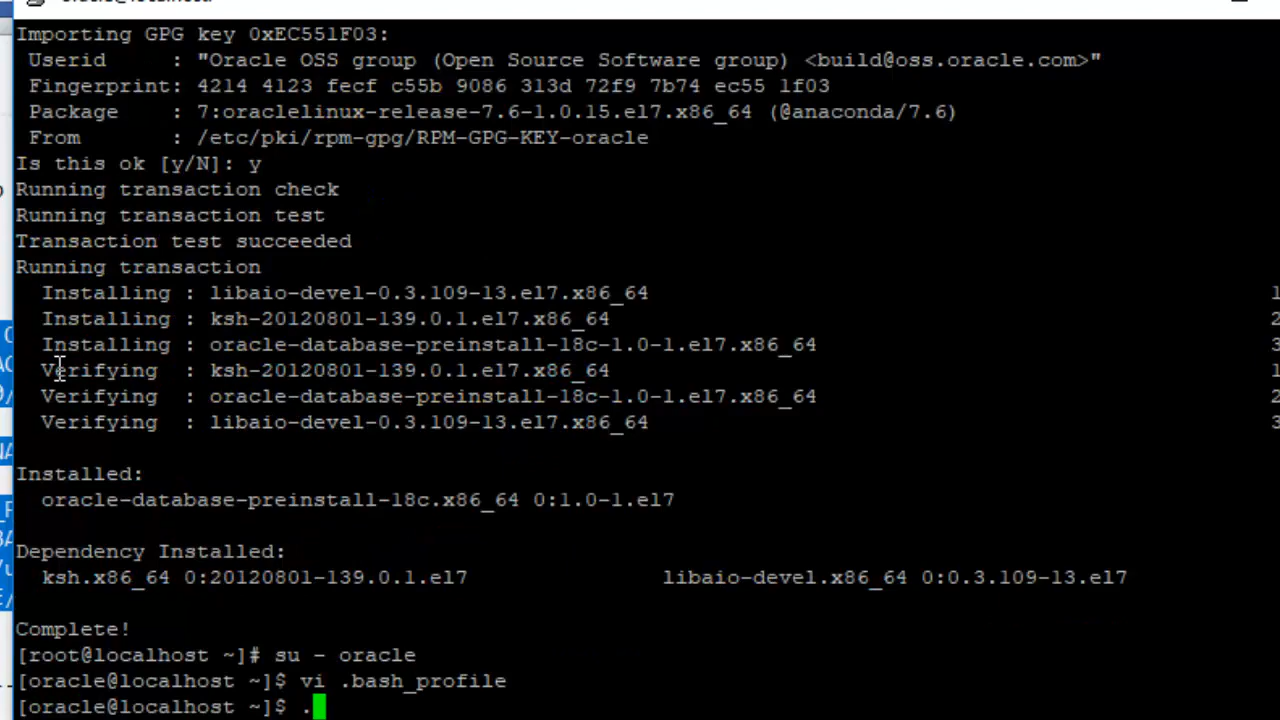 Importing GPG key 0xEC551F03:
Userid     : "Oracle OSS group (Open Source Software group) <build@oss.oracle.com>"
Fingerprint: 4214 4123 fecf c55b 9086 313d 72f9 7b74 ec55 1f03
Package    : 7:oraclelinux-release-7.6-1.0.15.el7.x86_64 (@anaconda/7.6)
From       : /etc/pki/rpm-gpg/RPM-GPG-KEY-oracle
Is this ok [y/N]: y
Running transaction check
Running transaction test
Transaction test succeeded
Running transaction
Installing : libaio-devel-0.3.109-13.el7.x86_64 1
Installing : ksh-20120801-139.0.1.el7.x86_64 2
Installing : oracle-database-preinstall-18c-1.0-1.el7.x86_64 3
Verifying  : ksh-20120801-139.0.1.el7.x86_64 1
Verifying  : oracle-database-preinstall-18c-1.0-1.el7.x86_64 2
Verifying  : libaio-devel-0.3.109-13.el7.x86_64 3
Installed:
oracle-database-preinstall-18c.x86_64 0:1.0-1.el7
Dependency Installed:
ksh.x86_64 0:20120801-139.0.1.el7 libaio-devel.x86_64 0:0.3.109-13.el7
Complete!
[root@localhost ~]# su - oracle
[oracle@localhost ~]$ vi .bash_profile
[oracle@localhost ~]$ .